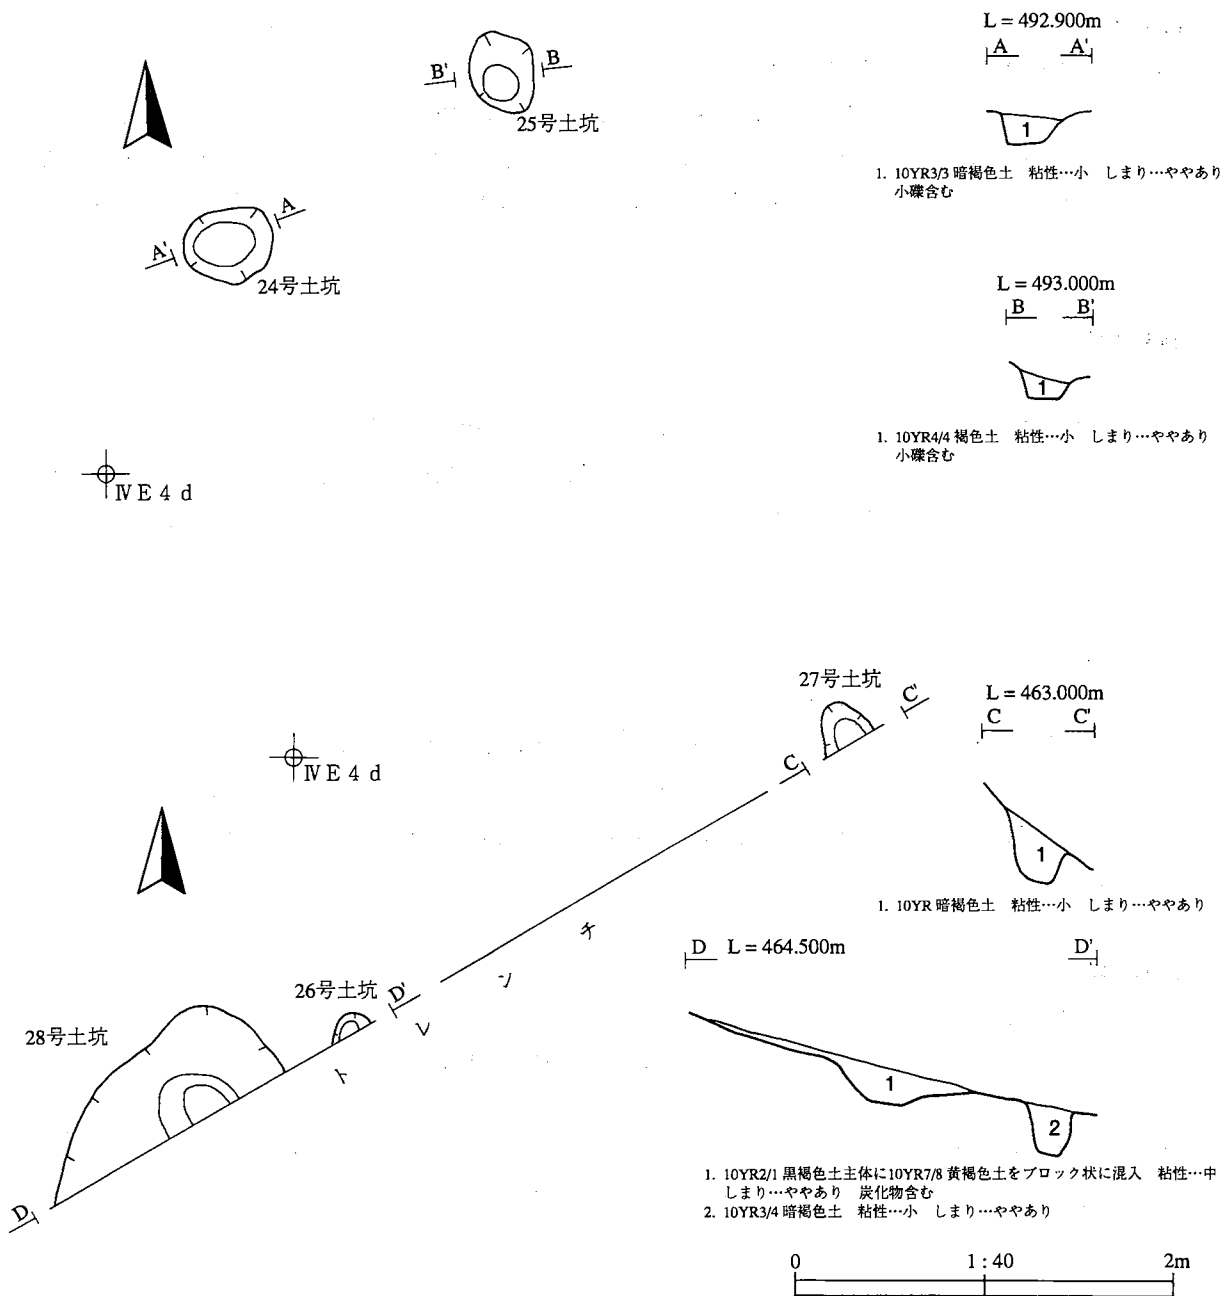 L = 492.900m
A A'
1
1. 10YR3/3 暗褐色土 粘性…小 しまり…ややあり
小礫含む
B' B
25号土坑
A' A
24号土坑
L = 493.000m
B B'
1
1. 10YR4/4 褐色土 粘性…小 しまり…ややあり
小礫含む
ⅣE4d
27号土坑
C C'
L = 463.000m
C C'
1
1. 10YR 暗褐色土 粘性…小 しまり…ややあり
ⅣE4d
トレンチ
26号土坑
28号土坑
D D'
D L = 464.500m D'
1
2
1. 10YR2/1 黒褐色土主体に10YR7/8 黄褐色土をブロック状に混入 粘性…中
しまり…ややあり 炭化物含む
2. 10YR3/4 暗褐色土 粘性…小 しまり…ややあり
0 1:40 2m